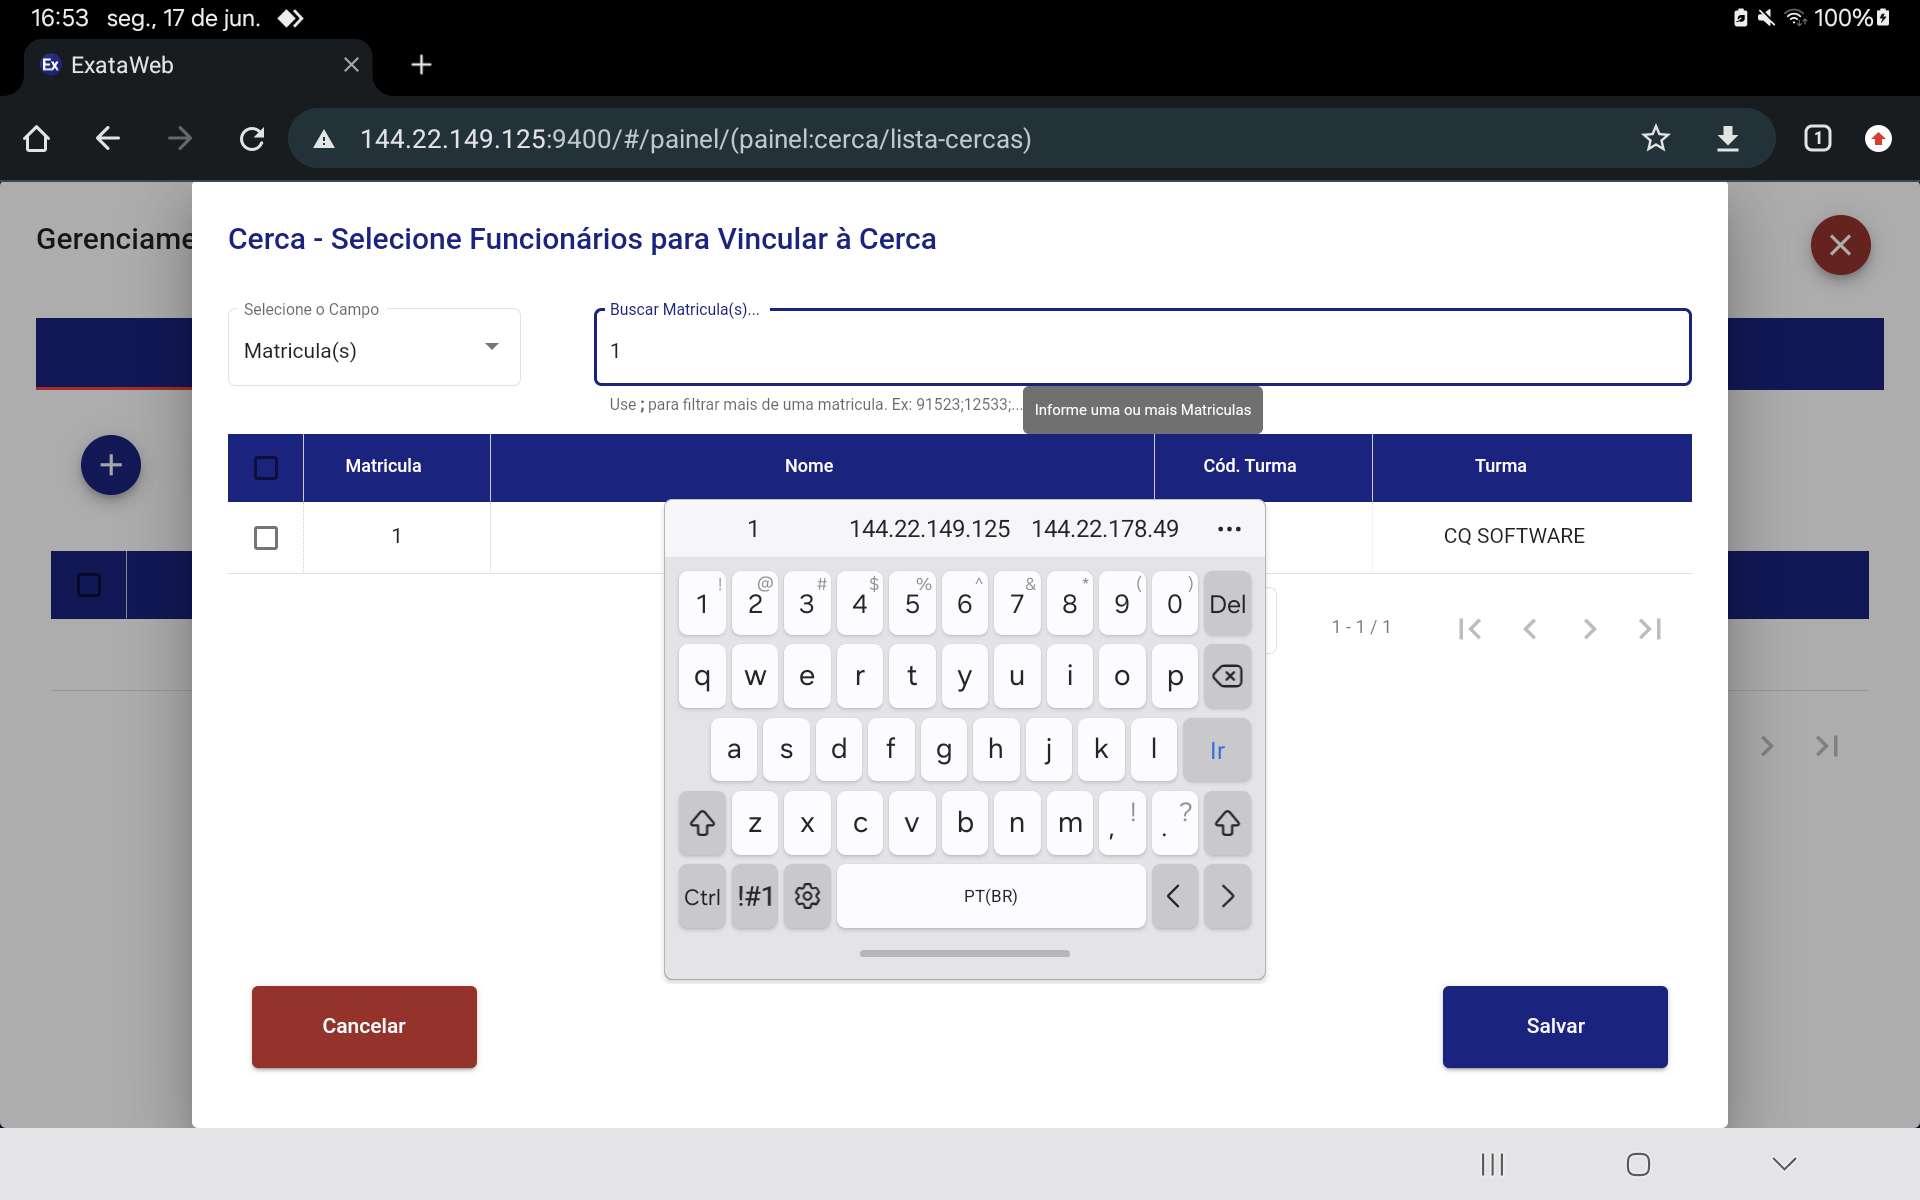 16:53 seg., 17 de jun. 100%
Ex ExataWeb
144.22.149.125:9400/#/painel/(painel:cerca/lista-cercas) 1
Gerenciame
Cerca - Selecione Funcionários para Vincular à Cerca
Selecione o Campo
Matricula(s)
Buscar Matricula(s)...
1
Use ; para filtrar mais de uma matricula. Ex: 91523;12533;...
Informe uma ou mais Matriculas
Matricula Nome Cód. Turma Turma
1 CQ SOFTWARE
1 144.22.149.125 144.22.178.49 ...
! @ # $ % ^ & * ( )
1 2 3 4 5 6 7 8 9 0 Del
1 - 1 / 1
q w e r t y u i o p
a s d f g h j k l Ir
z x c v b n m , ! . ?
Ctrl !#1 PT(BR) < >
Cancelar
Salvar